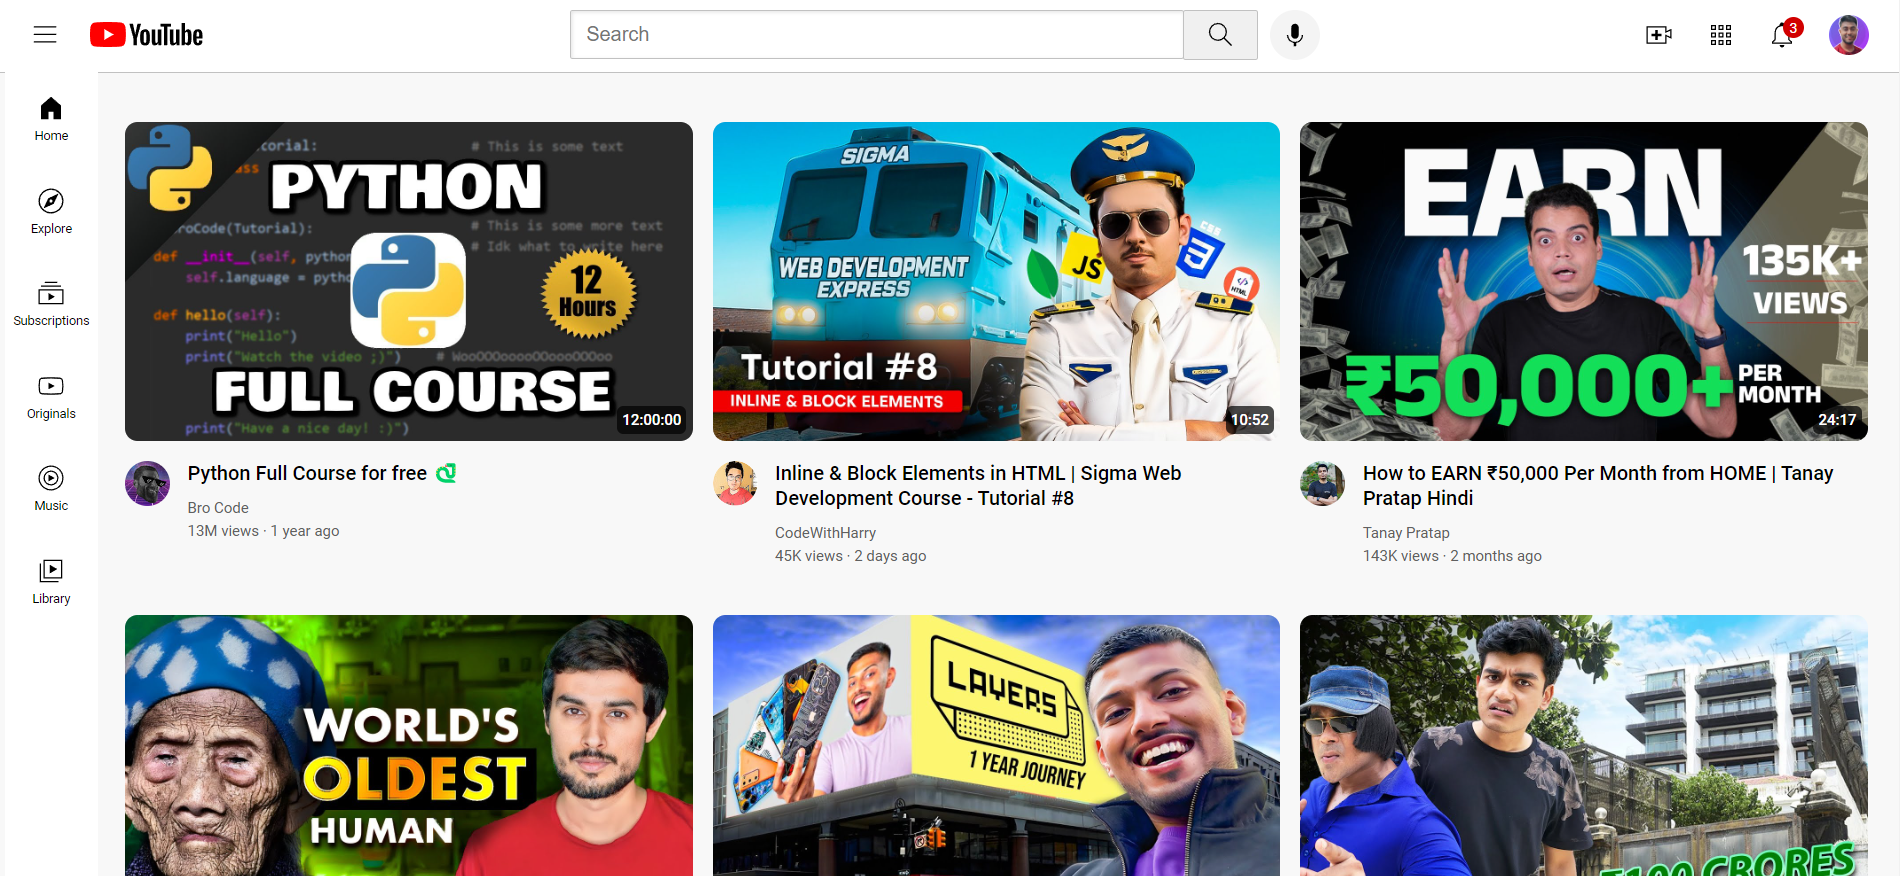 YouTube
Search
3
Home
Explore
Subscriptions
Originals
Music
Library
corial:
# This is some text
ss
PYTHON
roCode(Tutorial):
# This is some more text
# Idk what to write here
def __init__(self, python
self.language = pytho
12
Hours
def hello(self):
print("Hello")
print("Watch the video ;)")
FULL COURSE
print("Have a nice day! :)")
12:00:00
Python Full Course for free
Bro Code
13M views · 1 year ago
SIGMA
WEB DEVELOPMENT
EXPRESS
JS
CSS
3
HTML
Tutorial #8
INLINE & BLOCK ELEMENTS
10:52
Inline & Block Elements in HTML | Sigma Web
Development Course - Tutorial #8
CodeWithHarry
45K views · 2 days ago
EARN
135K+
VIEWS
₹50,000+
PER
MONTH
24:17
How to EARN ₹50,000 Per Month from HOME | Tanay
Pratap Hindi
Tanay Pratap
143K views · 2 months ago
WORLD'S
OLDEST
HUMAN
LAYERS
1 YEAR JOURNEY
₹100 CRORES